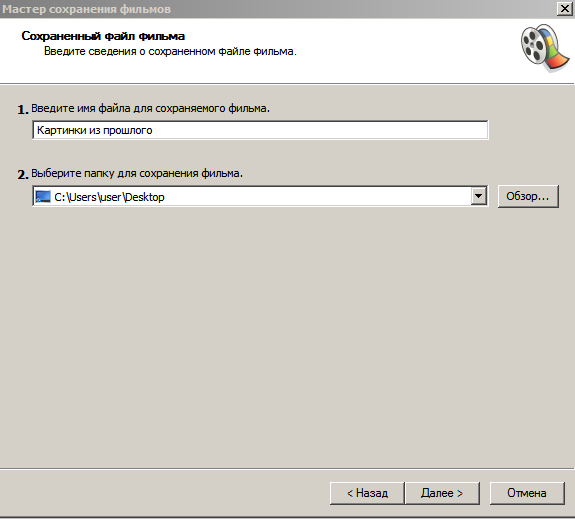 Мастер сохранения фильмов
Сохраненный файл фильма
Введите сведения о сохраненном файле фильма.
1. Введите имя файла для сохраняемого фильма.
Картинки из прошлого
2. Выберите папку для сохранения фильма.
C:\Users\user\Desktop
Обзор...
< Назад
Далее >
Отмена